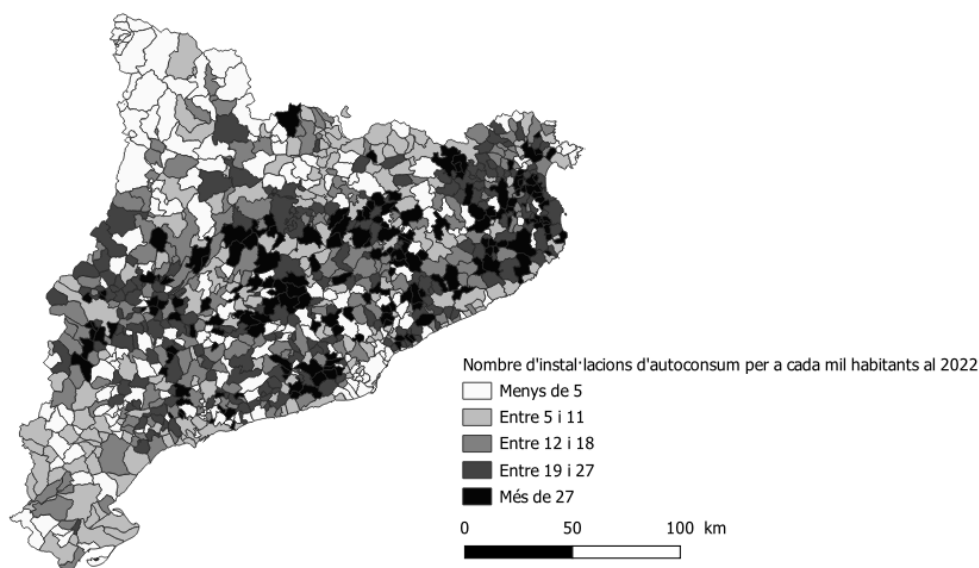 Nombre d'instal·lacions d'autoconsum per a cada mil habitants al 2022
Menys de 5
Entre 5 i 11
Entre 12 i 18
Entre 19 i 27
Més de 27
0 50 100 km